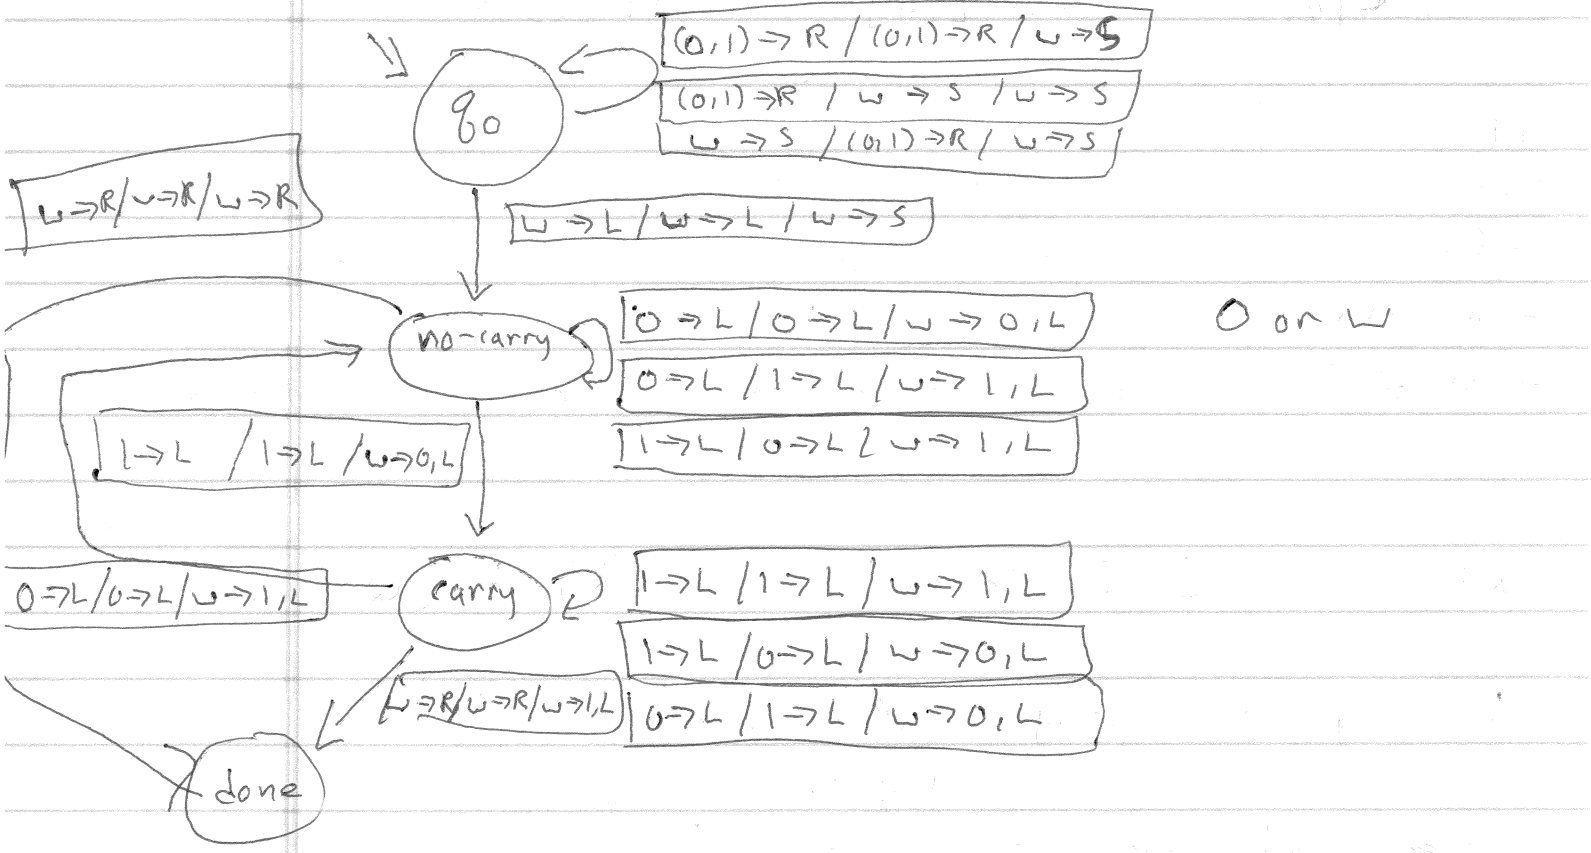 (0,1) → R / (0,1) → R / ⊔ → S
q0
(0,1) → R / ⊔ → S / ⊔ → S
⊔ → S / (0,1) → R / ⊔ → S
⊔ → R / ⊔ → R / ⊔ → R
⊔ → L / ⊔ → L / ⊔ → S
0 → L / 0 → L / ⊔ → 0, L
0 or ⊔
no-carry
0 → L / 1 → L / ⊔ → 1, L
1 → L / 0 → L / ⊔ → 1, L
1 → L / 1 → L / ⊔ → 0, L
1 → L / 1 → L / ⊔ → 1, L
carry
0 → L / 0 → L / ⊔ → 1, L
1 → L / 0 → L / ⊔ → 0, L
⊔ → R / ⊔ → R / ⊔ → 1, L
0 → L / 1 → L / ⊔ → 0, L
done